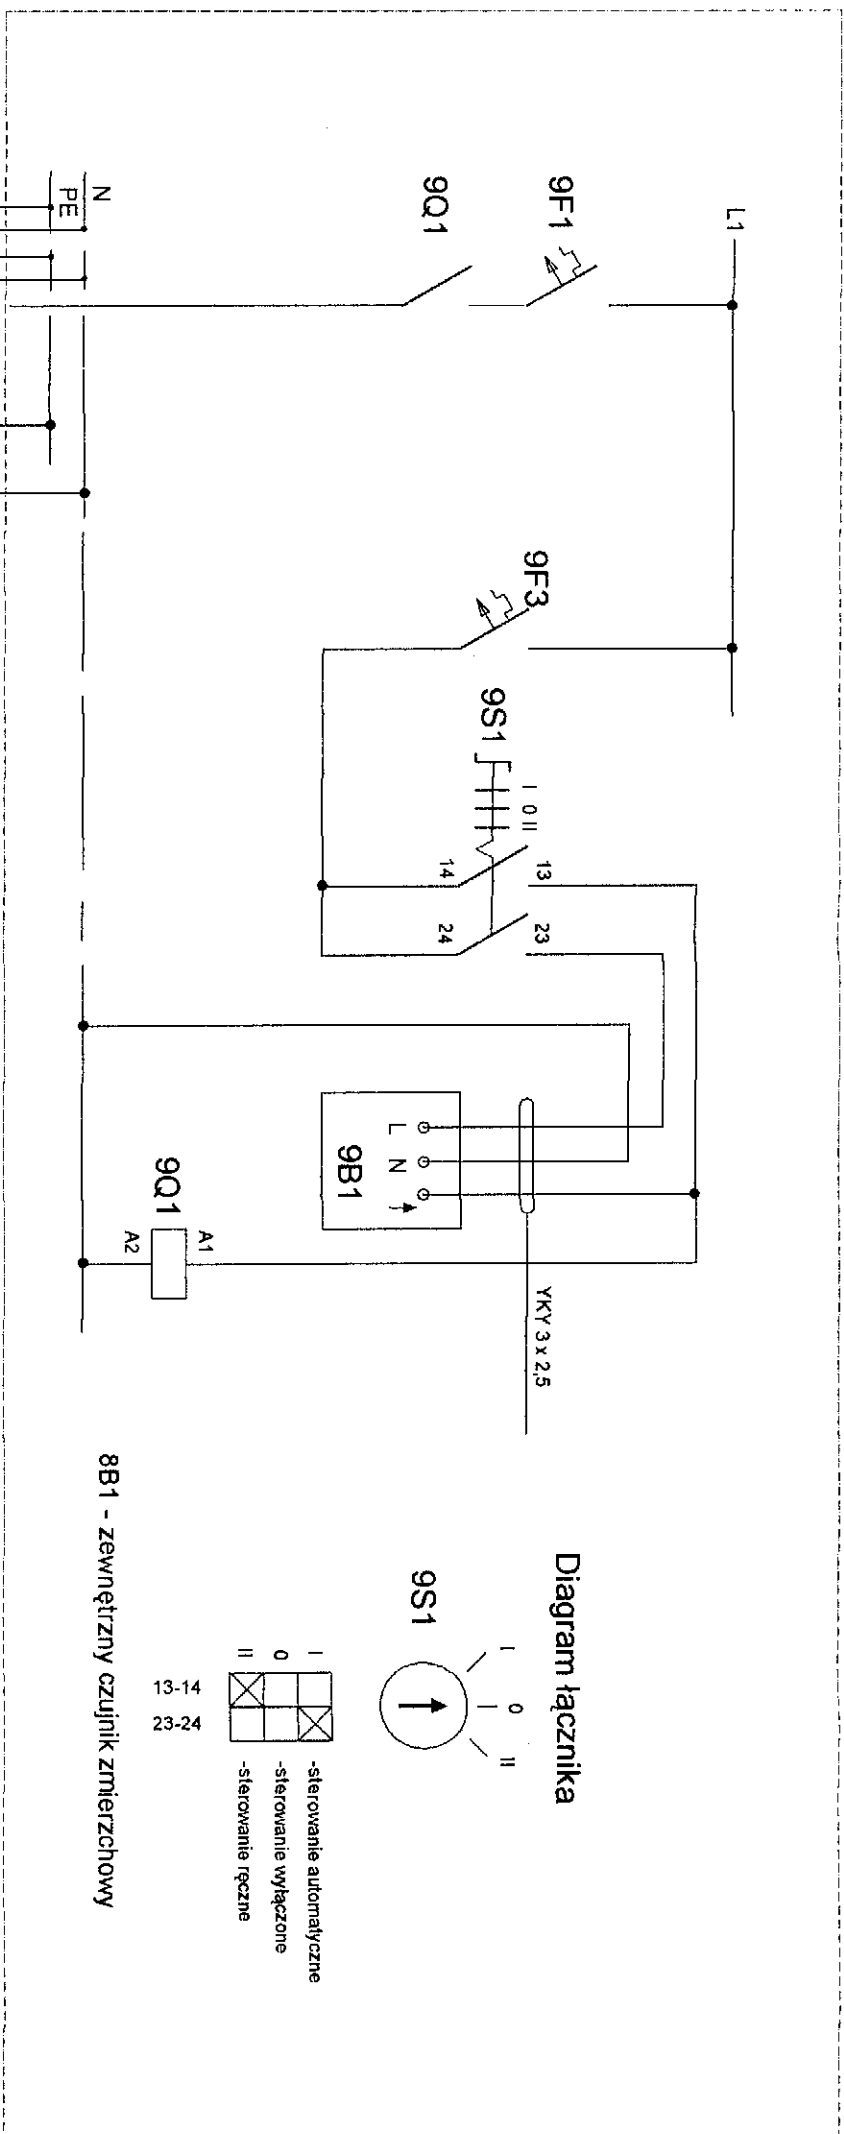 L1
9F1
9Q1
N
PE
9F3
9S1
I 0 II
13
14
23
24
L
N
9B1
9Q1
A1
A2
YKY 3 x 2,5
Diagram łącznika
9S1
I
0
II
I
0
II
-sterowanie automatyczne
-sterowanie wyłączone
-sterowanie ręczne
13-14
23-24
8B1 - zewnętrzny czujnik zmierzchowy